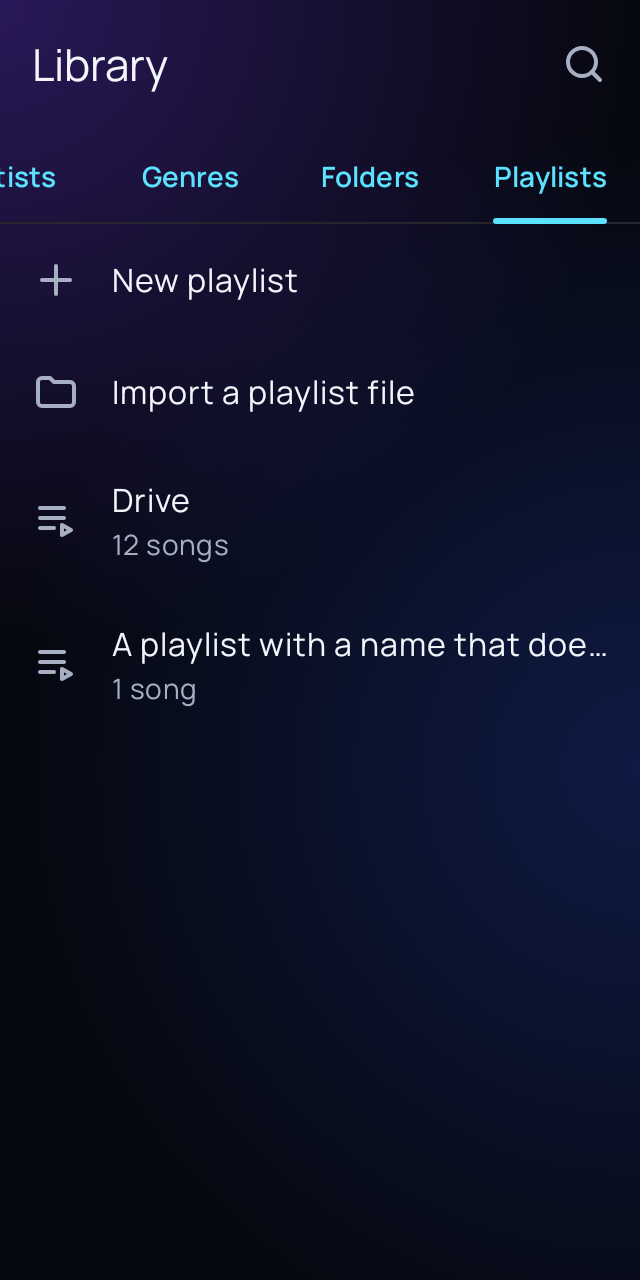 Library
tists Genres Folders Playlists
New playlist
Import a playlist file
Drive
12 songs
A playlist with a name that doe…
1 song